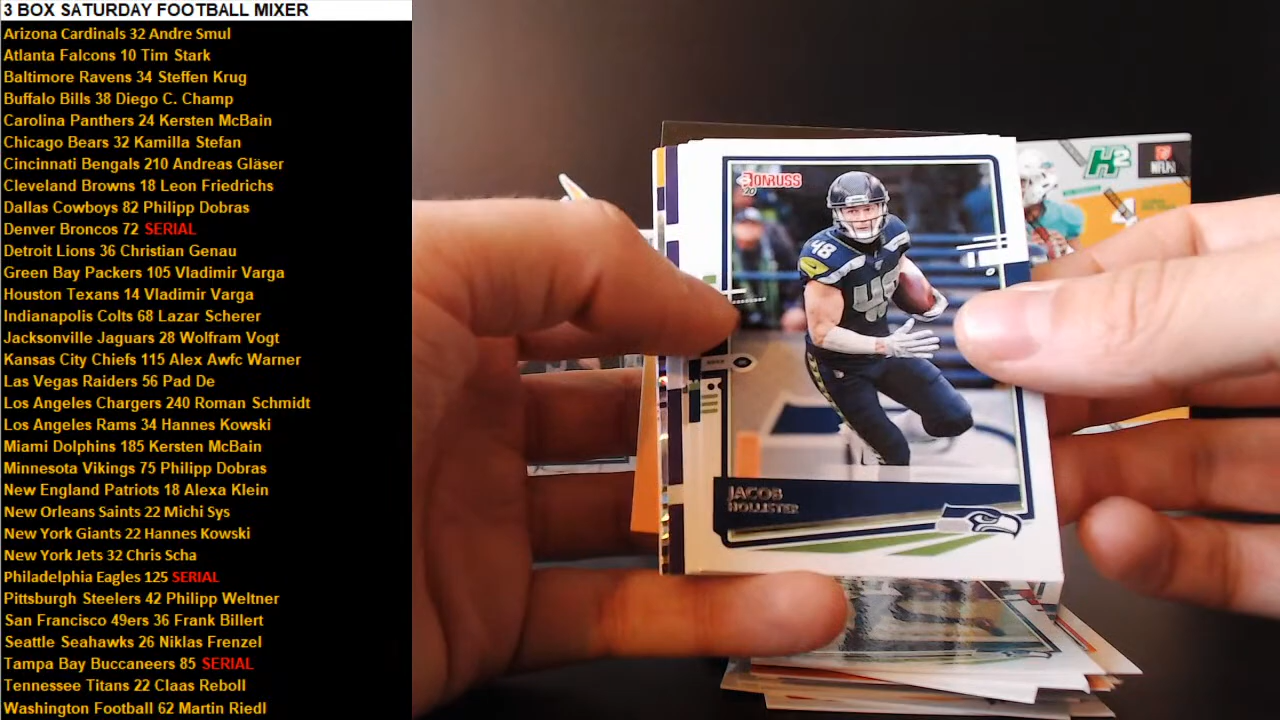 3 BOX SATURDAY FOOTBALL MIXER
Arizona Cardinals 32 Andre Smul
Atlanta Falcons 10 Tim Stark
Baltimore Ravens 34 Steffen Krug
Buffalo Bills 38 Diego C. Champ
Carolina Panthers 24 Kersten McBain
Chicago Bears 32 Kamilla Stefan
Cincinnati Bengals 210 Andreas Gläser
Cleveland Browns 18 Leon Friedrichs
Dallas Cowboys 82 Philipp Dobras
Denver Broncos 72 SERIAL
Detroit Lions 36 Christian Genau
Green Bay Packers 105 Vladimir Varga
Houston Texans 14 Vladimir Varga
Indianapolis Colts 68 Lazar Scherer
Jacksonville Jaguars 28 Wolfram Vogt
Kansas City Chiefs 115 Alex Awfc Warner
Las Vegas Raiders 56 Pad De
Los Angeles Chargers 240 Roman Schmidt
Los Angeles Rams 34 Hannes Kowski
Miami Dolphins 185 Kersten McBain
Minnesota Vikings 75 Philipp Dobras
New England Patriots 18 Alexa Klein
New Orleans Saints 22 Michi Sys
New York Giants 22 Hannes Kowski
New York Jets 32 Chris Scha
Philadelphia Eagles 125 SERIAL
Pittsburgh Steelers 42 Philipp Weltner
San Francisco 49ers 36 Frank Billert
Seattle Seahawks 26 Niklas Frenzel
Tampa Bay Buccaneers 85 SERIAL
Tennessee Titans 22 Claas Reboll
Washington Football 62 Martin Riedl
DONRUSS
20
48
48
JACOB
HOLLISTER
H2
NFL